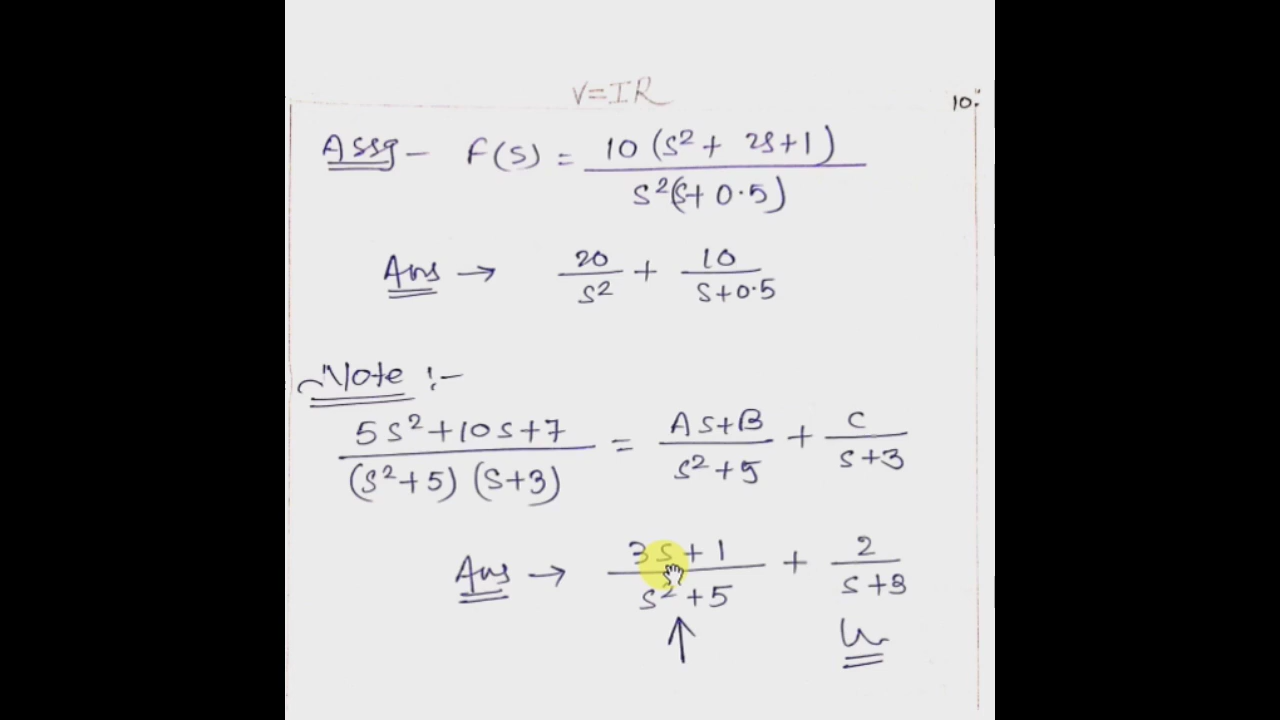 V=IR
10.
Assg - F(S) = 10 (s² + 2s+1) / s²(s+0.5)
Ans → 20/s² + 10/s+0.5
Note :-
5s²+10s+7 / (s²+5) (s+3) = As+B / s²+5 + C / s+3
Ans → 3s+1 / s²+5 + 2 / s+3